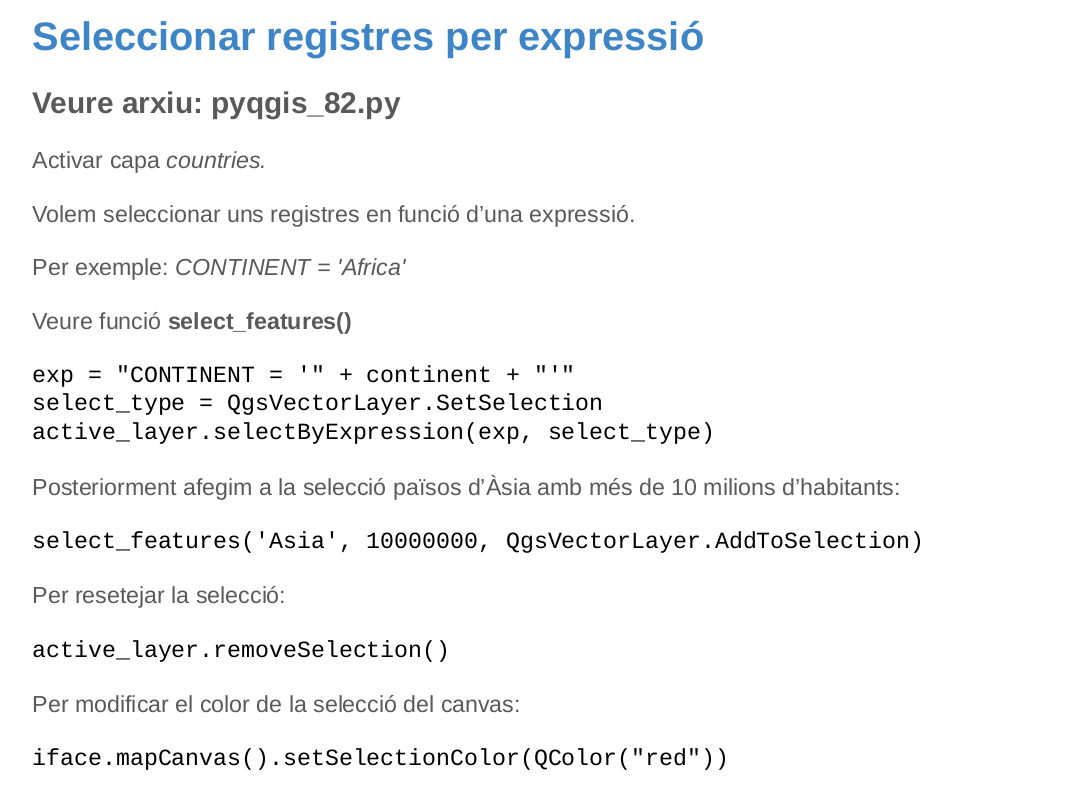 Seleccionar registres per expressió
Veure arxiu: pyqgis_82.py
Activar capa countries.
Volem seleccionar uns registres en funció d’una expressió.
Per exemple: CONTINENT = 'Africa'
Veure funció select_features()
exp = "CONTINENT = '" + continent + "'"
select_type = QgsVectorLayer.SetSelection
active_layer.selectByExpression(exp, select_type)
Posteriorment afegim a la selecció països d’Àsia amb més de 10 milions d’habitants:
select_features('Asia', 10000000, QgsVectorLayer.AddToSelection)
Per resetejar la selecció:
active_layer.removeSelection()
Per modificar el color de la selecció del canvas:
iface.mapCanvas().setSelectionColor(QColor("red"))